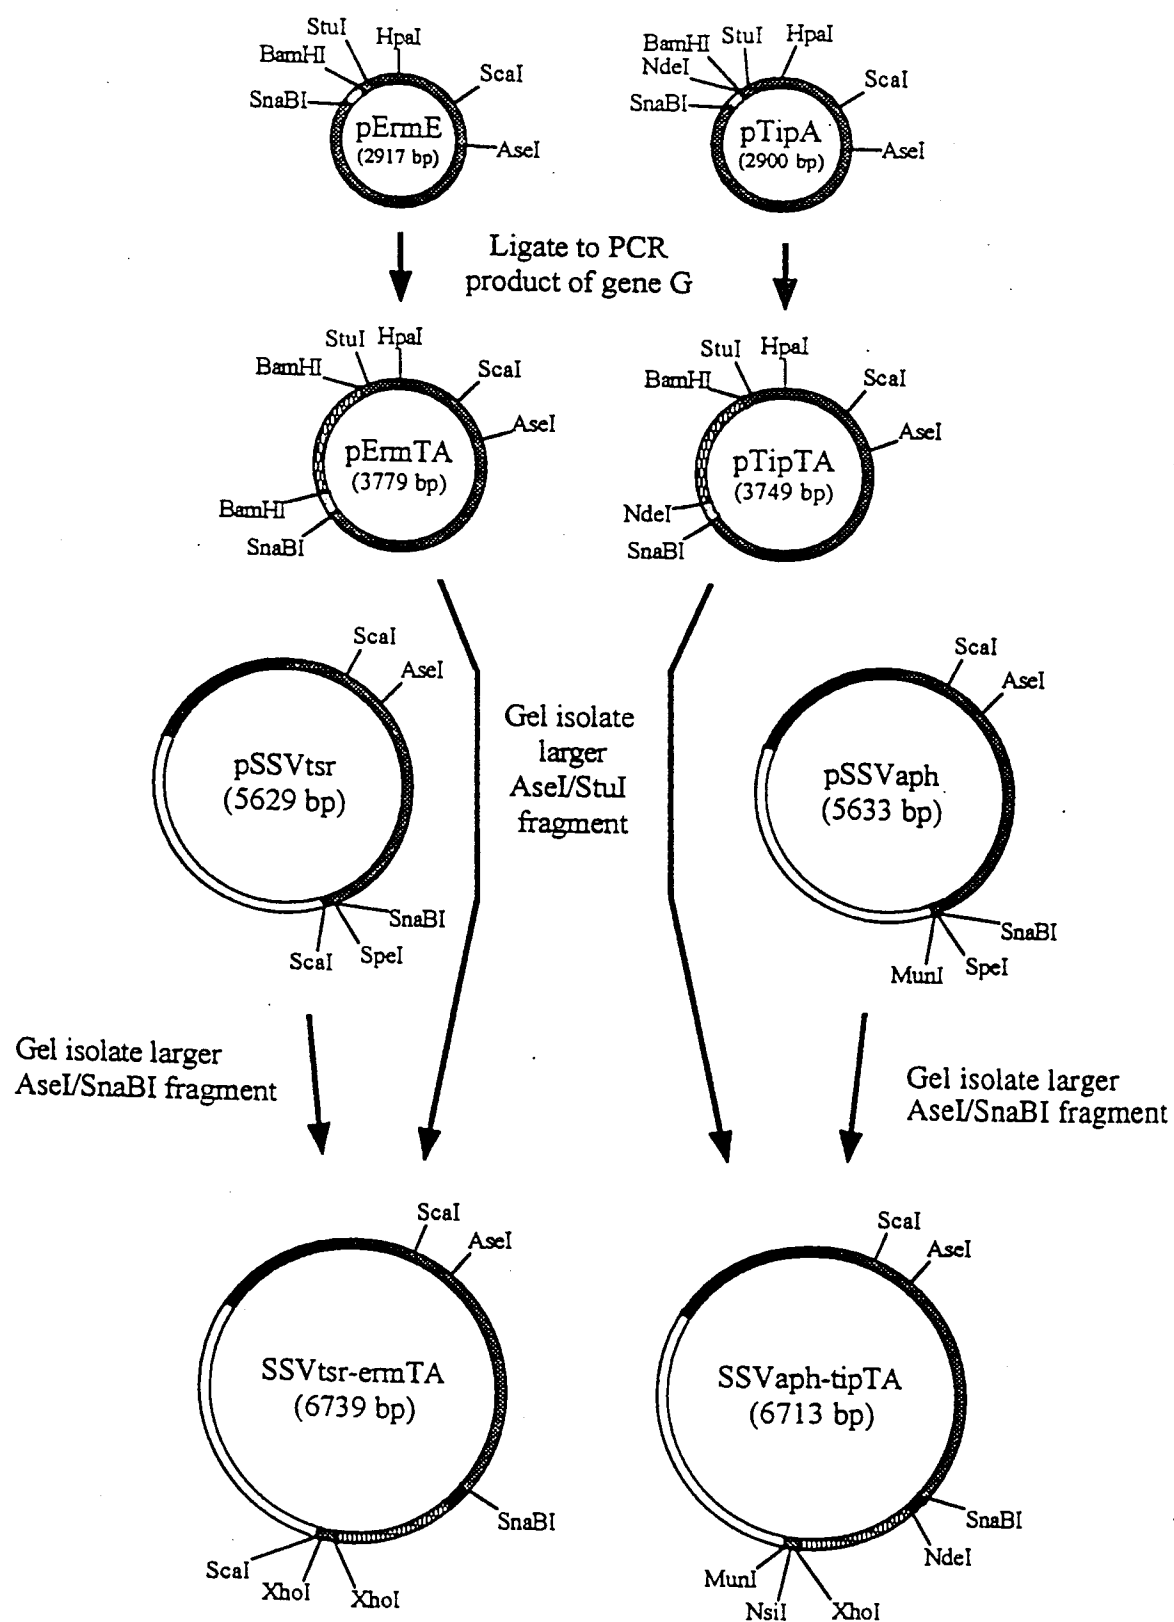 StuI
HpaI
BamHI
ScaI
SnaBI
pErmE
(2917 bp)
AseI
BamHI
StuI
HpaI
NdeI
ScaI
SnaBI
pTipA
(2900 bp)
AseI
Ligate to PCR
product of gene G
StuI
HpaI
BamHI
ScaI
AseI
pErmTA
(3779 bp)
BamHI
SnaBI
StuI
HpaI
BamHI
ScaI
AseI
pTipTA
(3749 bp)
NdeI
SnaBI
ScaI
AseI
pSSVtsr
(5629 bp)
SnaBI
SpeI
ScaI
Gel isolate
larger
AseI/StuI
fragment
ScaI
AseI
pSSVaph
(5633 bp)
SnaBI
SpeI
MunI
Gel isolate larger
AseI/SnaBI fragment
Gel isolate larger
AseI/SnaBI fragment
ScaI
AseI
SSVtsr-ermTA
(6739 bp)
SnaBI
ScaI
XhoI
XhoI
ScaI
AseI
SSVaph-tipTA
(6713 bp)
SnaBI
NdeI
MunI
NsiI
XhoI